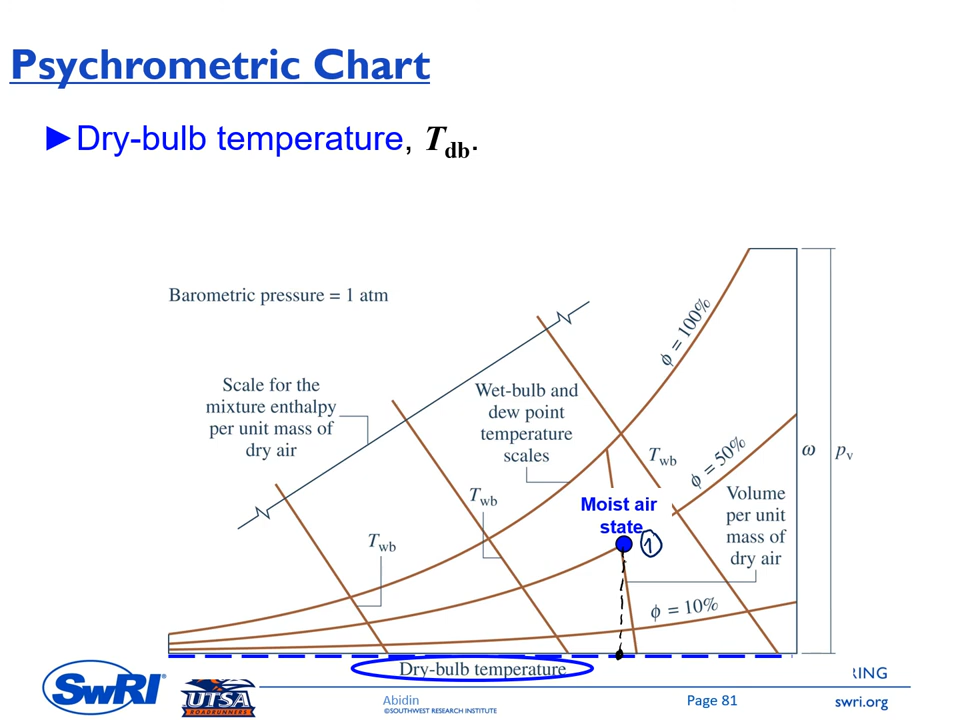 Psychrometric Chart
►Dry-bulb temperature, Tdb.
Barometric pressure = 1 atm
Scale for the
mixture enthalpy
per unit mass of
dry air
Wet-bulb and
dew point
temperature
scales
ϕ = 100%
Twb
ϕ = 50%
ω
pv
Twb
Moist air
state
1
Volume
per unit
mass of
dry air
Twb
ϕ = 10%
Dry-bulb temperature
RING
SwRI
UTSA
ROADRUNNERS
Abidin
©SOUTHWEST RESEARCH INSTITUTE
Page 81
swri.org